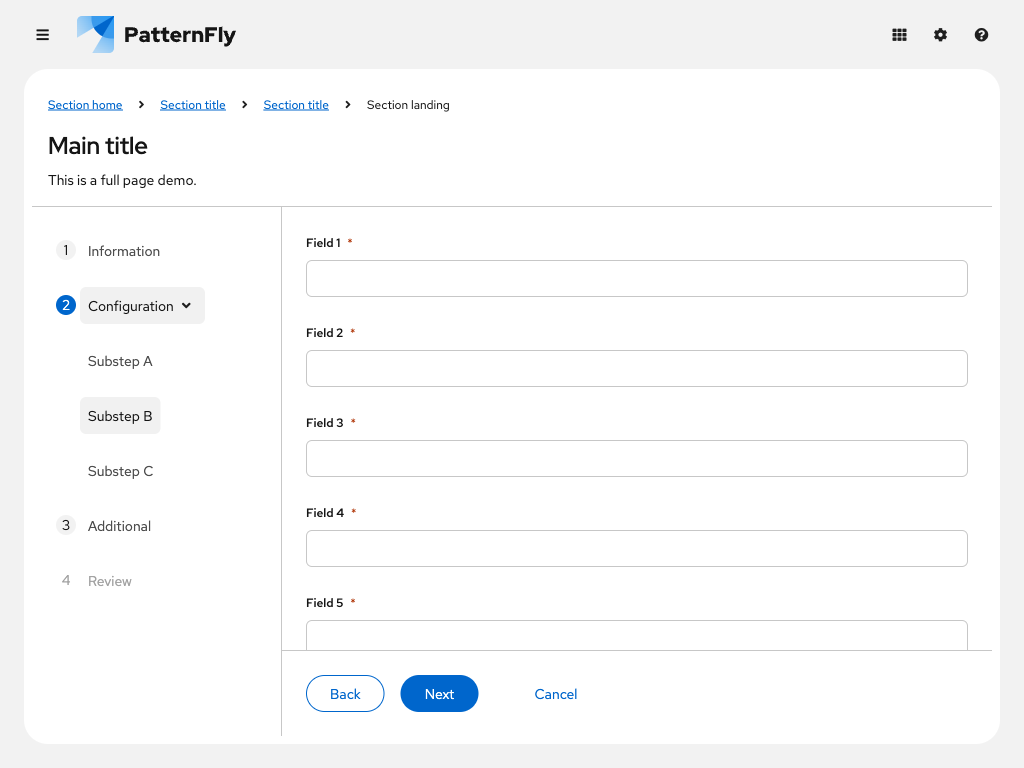 PatternFly
Section home Section title Section title Section landing
Main title
This is a full page demo.
1 Information
2 Configuration
Substep A
Substep B
Substep C
3 Additional
4 Review
Field 1 *
Field 2 *
Field 3 *
Field 4 *
Field 5 *
Back Next Cancel